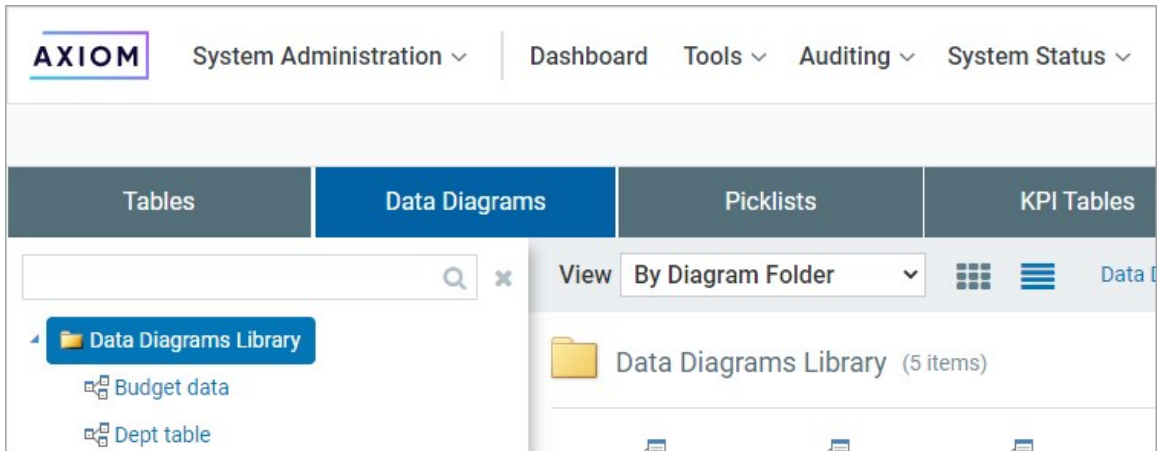 AXIOM System Administration Dashboard Tools Auditing System Status
Tables Data Diagrams Picklists KPI Tables
View By Diagram Folder Data
Data Diagrams Library
Data Diagrams Library (5 items)
Budget data
Dept table